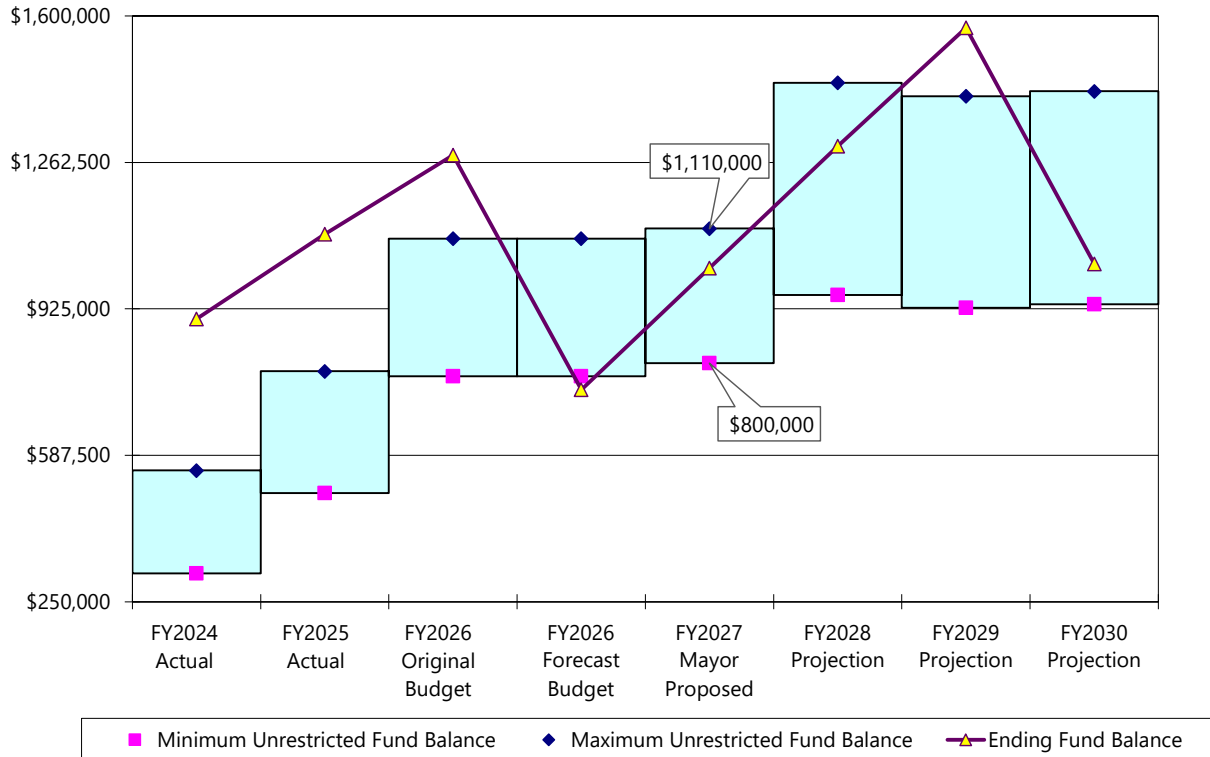 $1,600,000
$1,262,500
$925,000
$587,500
$250,000
$1,110,000
$800,000
FY2024
Actual
FY2025
Actual
FY2026
Original
Budget
FY2026
Forecast
Budget
FY2027
Mayor
Proposed
FY2028
Projection
FY2029
Projection
FY2030
Projection
Minimum Unrestricted Fund Balance
Maximum Unrestricted Fund Balance
Ending Fund Balance